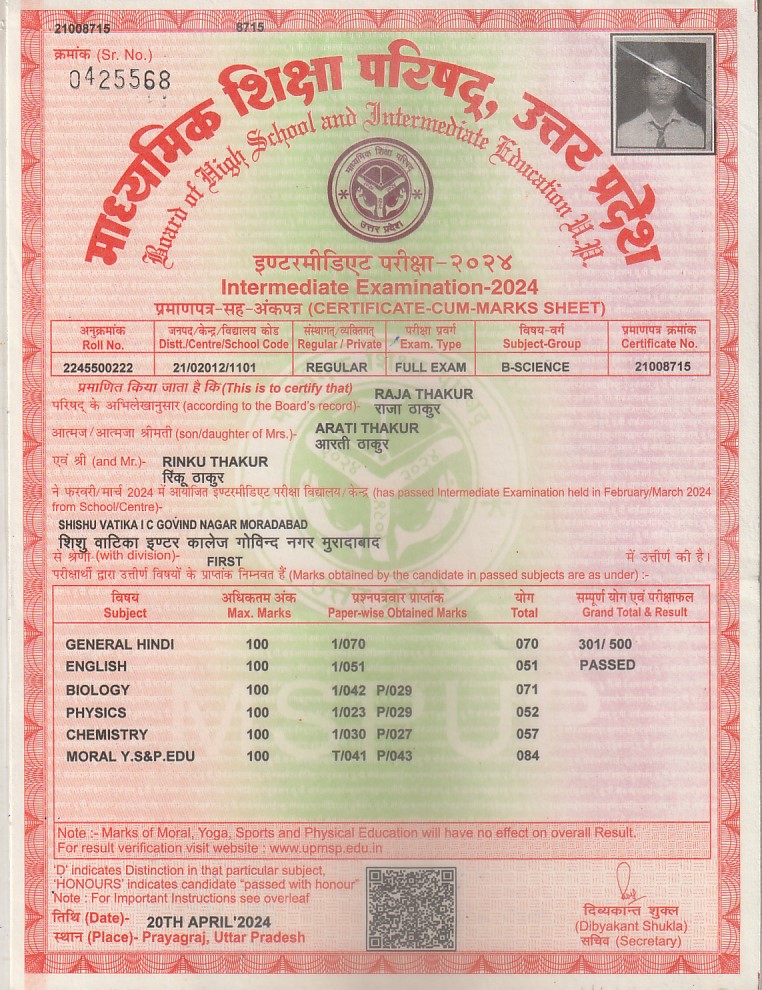 21008715 8715
क्रमांक (Sr. No.)
0425568
माध्यमिक शिक्षा परिषद्, उत्तर प्रदेश
Board of High School and Intermediate Education U.P.
माध्यमिक शिक्षा परिषद्
उत्तर प्रदेश
इण्टरमीडिएट परीक्षा-२०२४
Intermediate Examination-2024
प्रमाणपत्र-सह-अंकपत्र (CERTIFICATE-CUM-MARKS SHEET)
अनुक्रमांक जनपद/केन्द्र/विद्यालय कोड संस्थागत्/व्यक्तिगत् परीक्षा प्रवर्ग विषय-वर्ग प्रमाणपत्र क्रमांक
Roll No. Distt./Centre/School Code Regular / Private Exam. Type Subject-Group Certificate No.
2245500222 21/02012/1101 REGULAR FULL EXAM B-SCIENCE 21008715
प्रमाणित किया जाता है कि (This is to certify that)
RAJA THAKUR
परिषद् के अभिलेखानुसार (according to the Board's record)- राजा ठाकुर
ARATI THAKUR
आत्मज/आत्मजा श्रीमती (son/daughter of Mrs.)- आरती ठाकुर
एवं श्री (and Mr.)- RINKU THAKUR
रिंकू ठाकुर
ने फरवरी/मार्च 2024 में आयोजित इण्टरमीडिएट परीक्षा विद्यालय/केन्द्र (has passed Intermediate Examination held in February/March 2024
from School/Centre)-
SHISHU VATIKA I C GOVIND NAGAR MORADABAD
शिशु वाटिका इण्टर कालेज गोविन्द नगर मुरादाबाद
से श्रेणी (with division)- FIRST में उत्तीर्ण की है।
परीक्षार्थी द्वारा उत्तीर्ण विषयों के प्राप्तांक निम्नवत हैं (Marks obtained by the candidate in passed subjects are as under) :-
विषय अधिकतम अंक प्रश्नपत्रवार प्राप्तांक योग सम्पूर्ण योग एवं परीक्षाफल
Subject Max. Marks Paper-wise Obtained Marks Total Grand Total & Result
GENERAL HINDI 100 1/070 070 301/ 500
ENGLISH 100 1/051 051 PASSED
BIOLOGY 100 1/042 P/029 071
PHYSICS 100 1/023 P/029 052
CHEMISTRY 100 1/030 P/027 057
MORAL Y.S&P.EDU 100 T/041 P/043 084
MSPUP
Note :- Marks of Moral, Yoga, Sports and Physical Education will have no effect on overall Result.
For result verification visit website : www.upmsp.edu.in
'D' indicates Distinction in that particular subject,
'HONOURS' indicates candidate "passed with honour"
Note : For Important Instructions see overleaf
तिथि (Date)- 20TH APRIL'2024
स्थान (Place)- Prayagraj, Uttar Pradesh
दिब्यकान्त शुक्ल
(Dibyakant Shukla)
सचिव (Secretary)